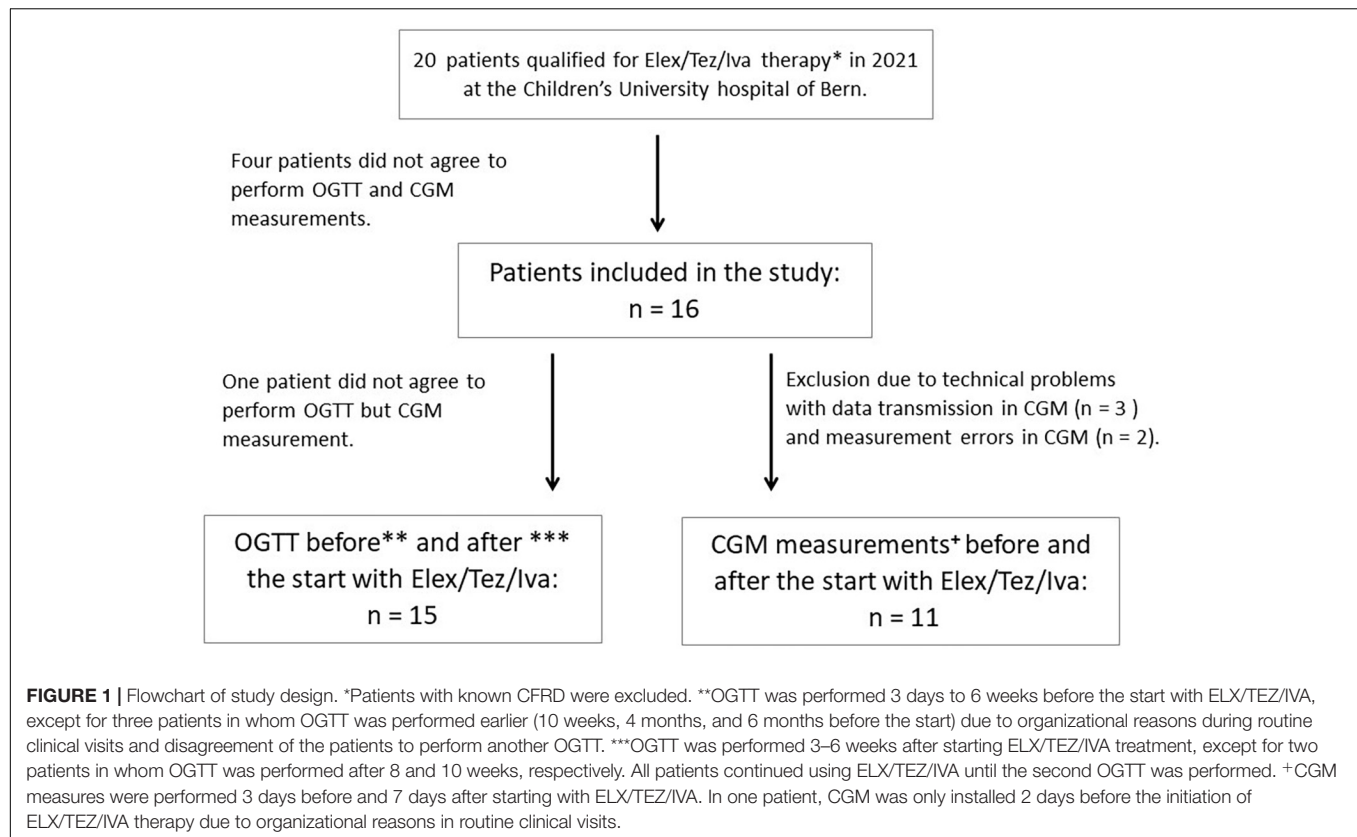 20 patients qualified for Elex/Tez/Iva therapy* in 2021
at the Children's University hospital of Bern.
Four patients did not agree to
perform OGTT and CGM
measurements.
Patients included in the study:
n = 16
One patient did not agree to
perform OGTT but CGM
measurement.
Exclusion due to technical problems
with data transmission in CGM (n = 3 )
and measurement errors in CGM (n = 2).
OGTT before** and after ***
the start with Elex/Tez/Iva:
n = 15
CGM measurements⁺ before and
after the start with Elex/Tez/Iva:
n = 11
FIGURE 1 | Flowchart of study design. *Patients with known CFRD were excluded. **OGTT was performed 3 days to 6 weeks before the start with ELX/TEZ/IVA,
except for three patients in whom OGTT was performed earlier (10 weeks, 4 months, and 6 months before the start) due to organizational reasons during routine
clinical visits and disagreement of the patients to perform another OGTT. ***OGTT was performed 3–6 weeks after starting ELX/TEZ/IVA treatment, except for two
patients in whom OGTT was performed after 8 and 10 weeks, respectively. All patients continued using ELX/TEZ/IVA until the second OGTT was performed. ⁺CGM
measures were performed 3 days before and 7 days after starting with ELX/TEZ/IVA. In one patient, CGM was only installed 2 days before the initiation of
ELX/TEZ/IVA therapy due to organizational reasons in routine clinical visits.